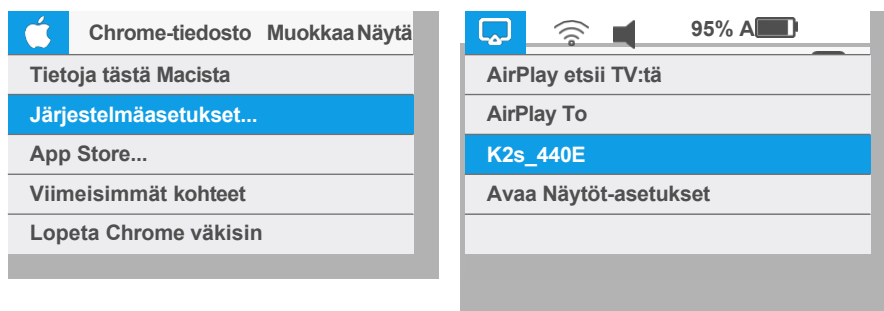 Chrome-tiedosto Muokkaa Näytä
Tietoja tästä Macista
Järjestelmäasetukset...
App Store...
Viimeisimmät kohteet
Lopeta Chrome väkisin
95% A
AirPlay etsii TV:tä
AirPlay To
K2s_440E
Avaa Näytöt-asetukset